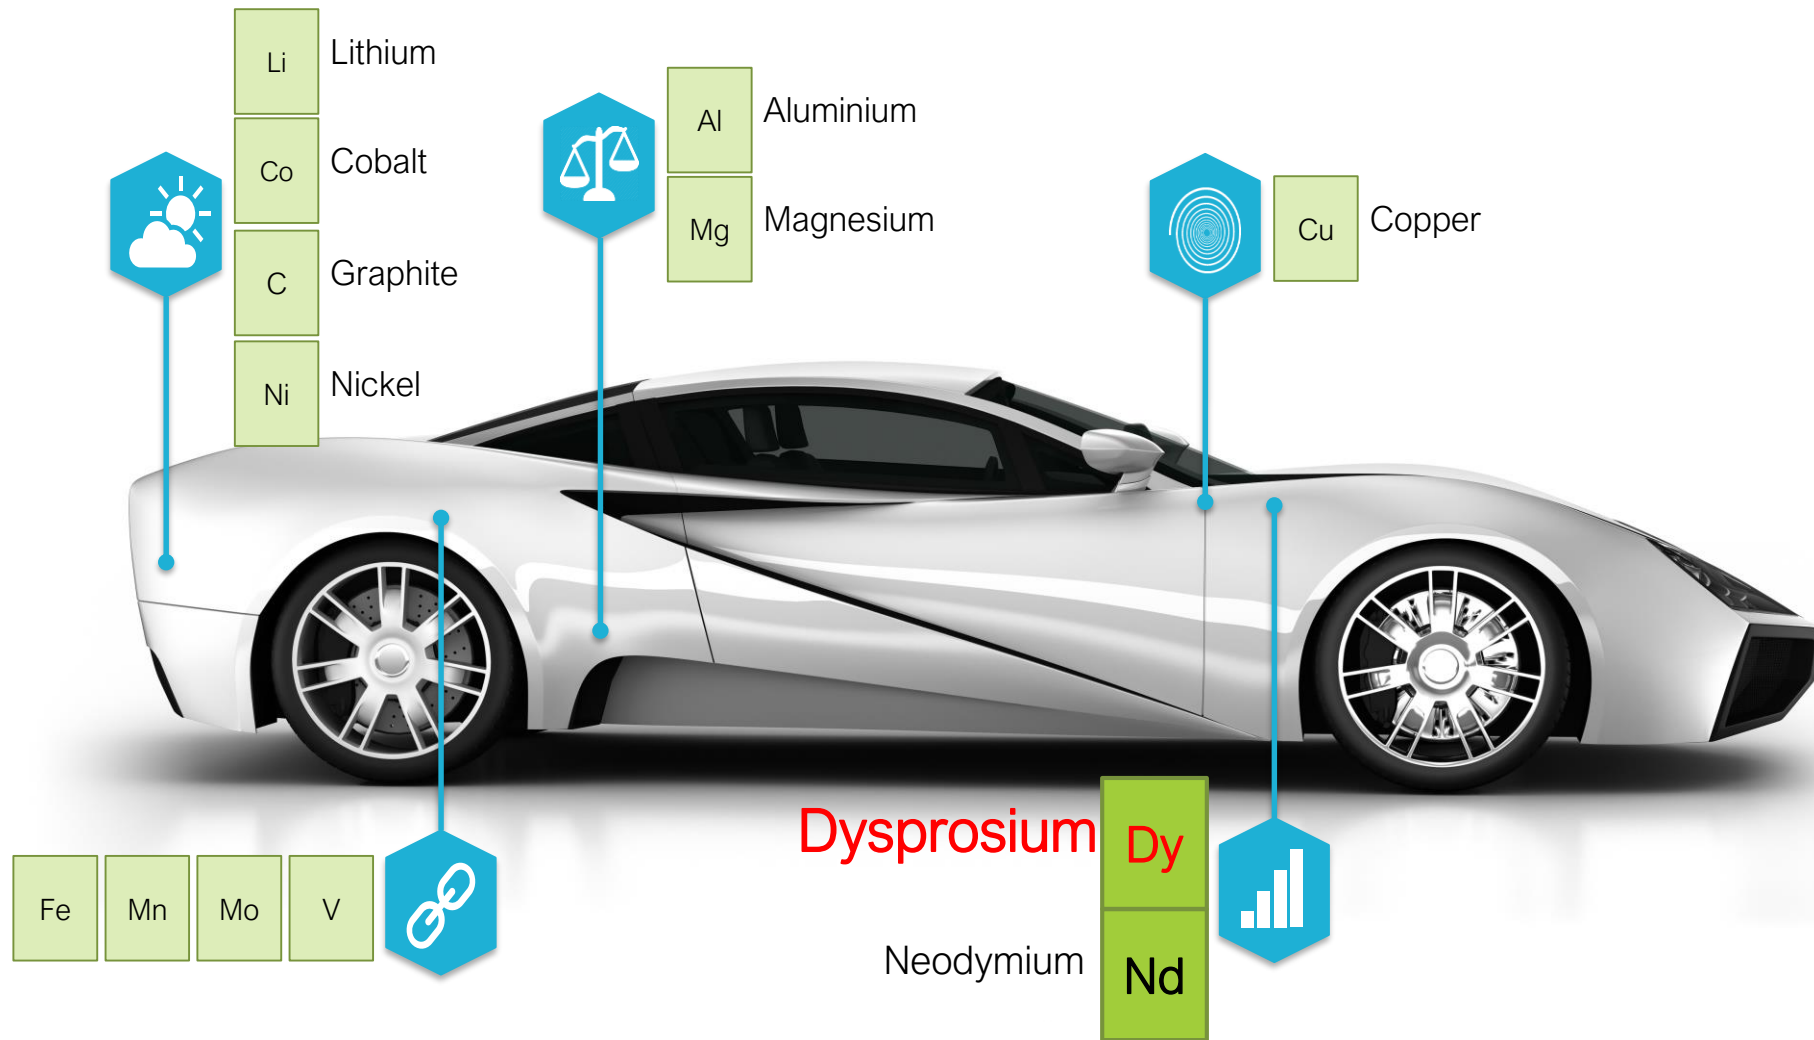 Li Lithium
Co Cobalt
C Graphite
Ni Nickel
Al Aluminium
Mg Magnesium
Cu Copper
Fe Mn Mo V
Dysprosium Dy
Neodymium Nd